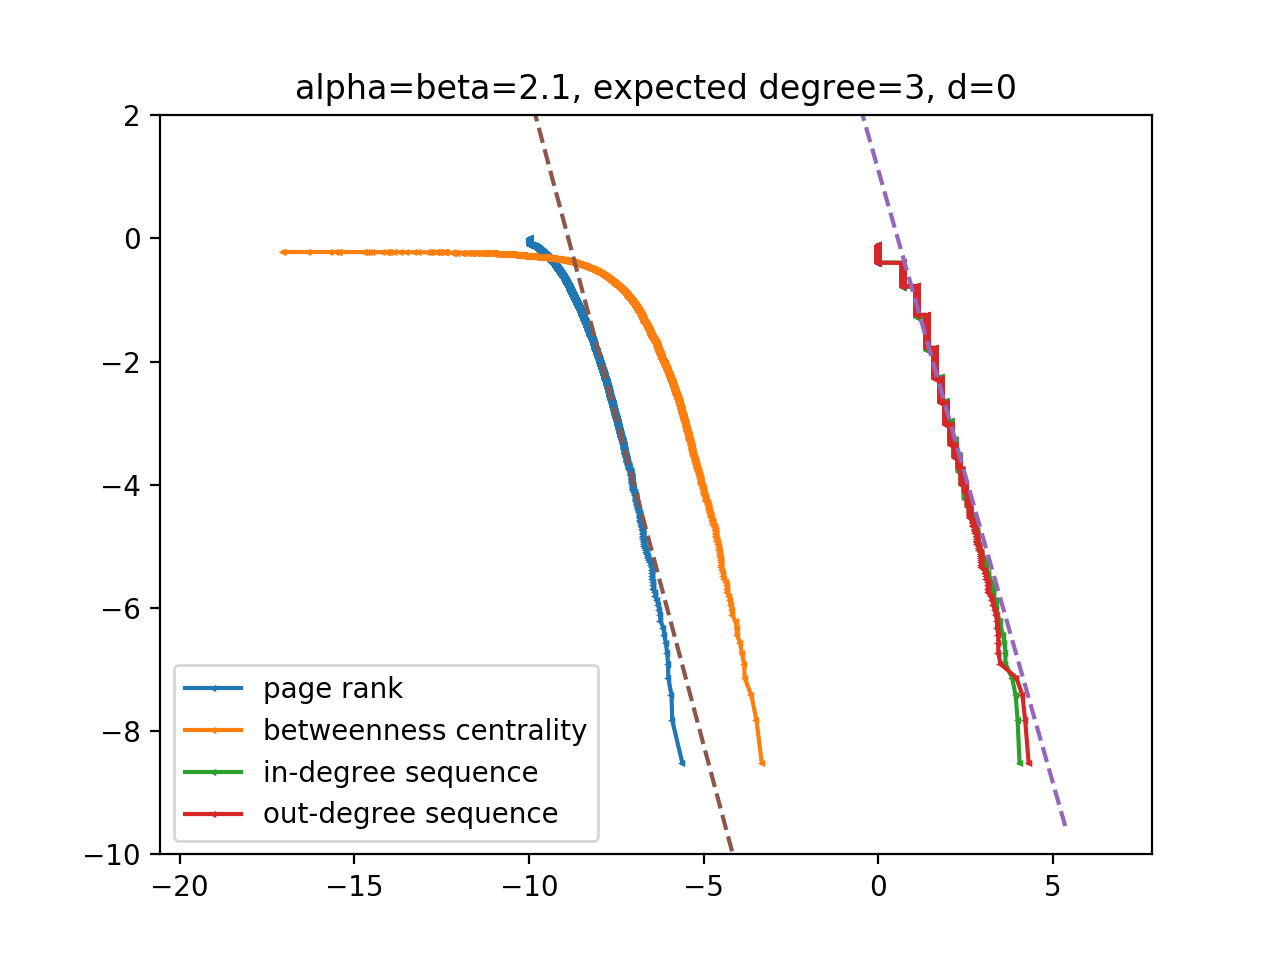 alpha=beta=2.1, expected degree=3, d=0
2
0
−2
−4
−6
−8
−10
page rank
betweenness centrality
in-degree sequence
out-degree sequence
−20 −15 −10 −5 0 5